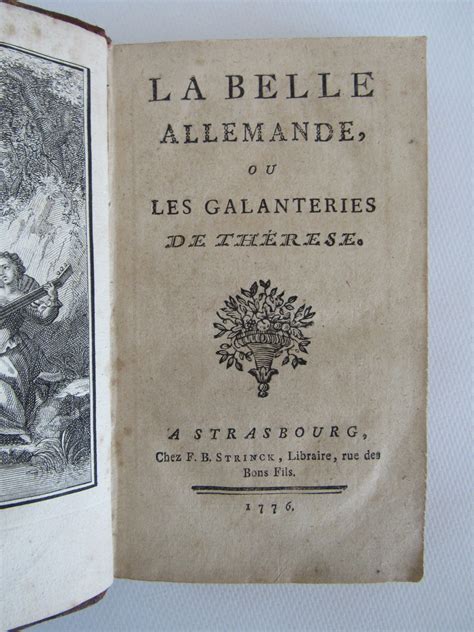 LA BELLE
ALLEMANDE,
OU
LES GALANTERIES
DE THÉRESE.
A STRASBOURG,
Chez F. B. STRINCK, Libraire, rue des
Bons Fils.
1776.